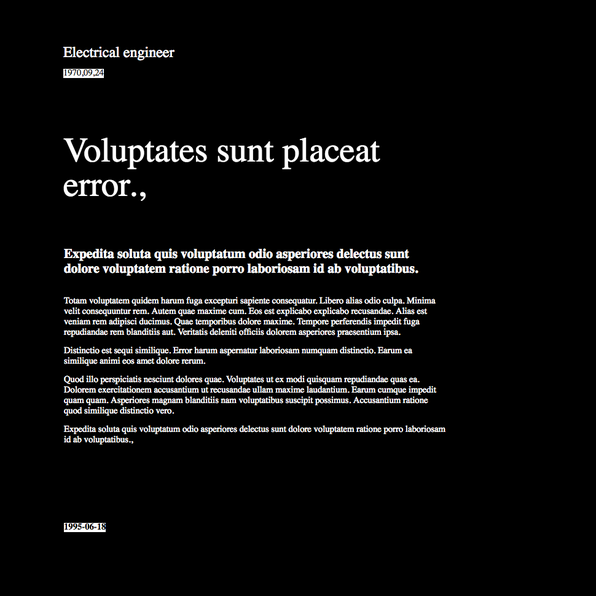 Electrical engineer
1970,09,24
Voluptates sunt placeat
error.,
Expedita soluta quis voluptatum odio asperiores delectus sunt
dolore voluptatem ratione porro laboriosam id ab voluptatibus.
Totam voluptatem quidem harum fuga excepturi sapiente consequatur. Libero alias odio culpa. Minima
velit consequuntur rem. Autem quae maxime cum. Eos est explicabo explicabo recusandae. Alias est
veniam rem adipisci ducimus. Quae temporibus dolore maxime. Tempore perferendis impedit fuga
repudiandae rem blanditiis aut. Veritatis deleniti officiis dolorem asperiores praesentium ipsa.
Distinctio est sequi similique. Error harum aspernatur laboriosam numquam distinctio. Earum ea
similique animi eos amet dolore rerum.
Quod illo perspiciatis nesciunt dolores quae. Voluptates ut ex modi quisquam repudiandae quas ea.
Dolorem exercitationem accusantium ut recusandae ullam maxime laudantium. Earum cumque impedit
quam quam. Asperiores magnam blanditiis nam voluptatibus suscipit possimus. Accusantium ratione
quod similique distinctio vero.
Expedita soluta quis voluptatum odio asperiores delectus sunt dolore voluptatem ratione porro laboriosam
id ab voluptatibus.,
1995-06-18